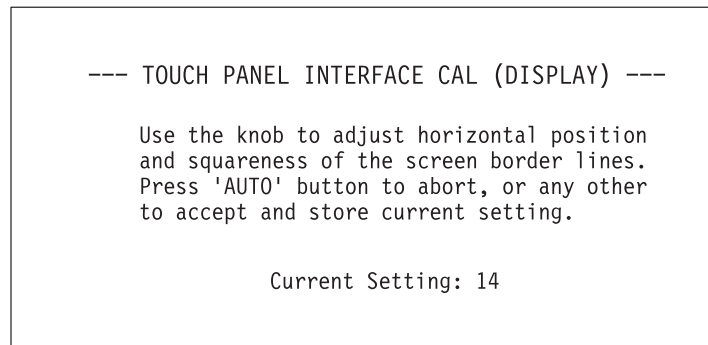 --- TOUCH PANEL INTERFACE CAL (DISPLAY) ---
Use the knob to adjust horizontal position
and squareness of the screen border lines.
Press 'AUTO' button to abort, or any other
to accept and store current setting.
Current Setting: 14